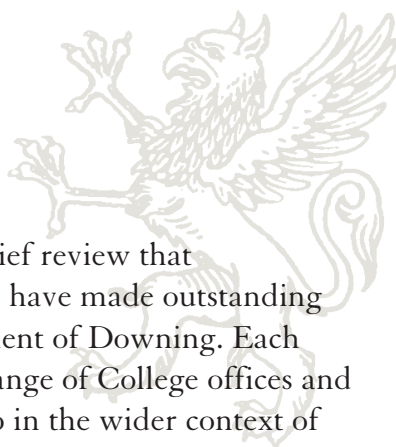 ief review that
have made outstanding
ent of Downing. Each
ange of College offices and
in the wider context of